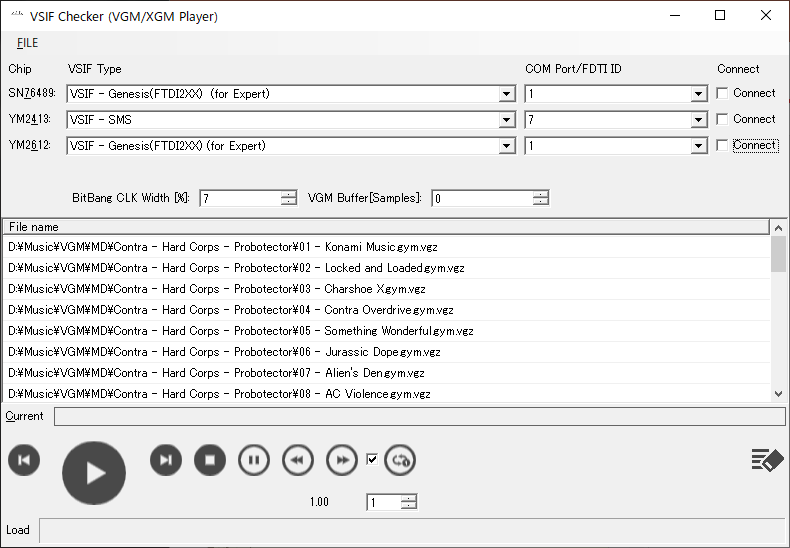 VSIF Checker (VGM/XGM Player)
FILE
Chip VSIF Type COM Port/FDTI ID Connect
SN76489: VSIF - Genesis(FTDI2XX) (for Expert) 1 Connect
YM2413: VSIF - SMS 7 Connect
YM2612: VSIF - Genesis(FTDI2XX) (for Expert) 1 Connect
BitBang CLK Width [%]: 7 VGM Buffer[Samples]: 0
File name
D:¥Music¥VGM¥MD¥Contra - Hard Corps - Probotector¥01 - Konami Music.gym.vgz
D:¥Music¥VGM¥MD¥Contra - Hard Corps - Probotector¥02 - Locked and Loaded.gym.vgz
D:¥Music¥VGM¥MD¥Contra - Hard Corps - Probotector¥03 - Charshoe X.gym.vgz
D:¥Music¥VGM¥MD¥Contra - Hard Corps - Probotector¥04 - Contra Overdrive.gym.vgz
D:¥Music¥VGM¥MD¥Contra - Hard Corps - Probotector¥05 - Something Wonderful.gym.vgz
D:¥Music¥VGM¥MD¥Contra - Hard Corps - Probotector¥06 - Jurassic Dope.gym.vgz
D:¥Music¥VGM¥MD¥Contra - Hard Corps - Probotector¥07 - Alien's Den.gym.vgz
D:¥Music¥VGM¥MD¥Contra - Hard Corps - Probotector¥08 - AC Violence.gym.vgz
Current
1.00 1
Load